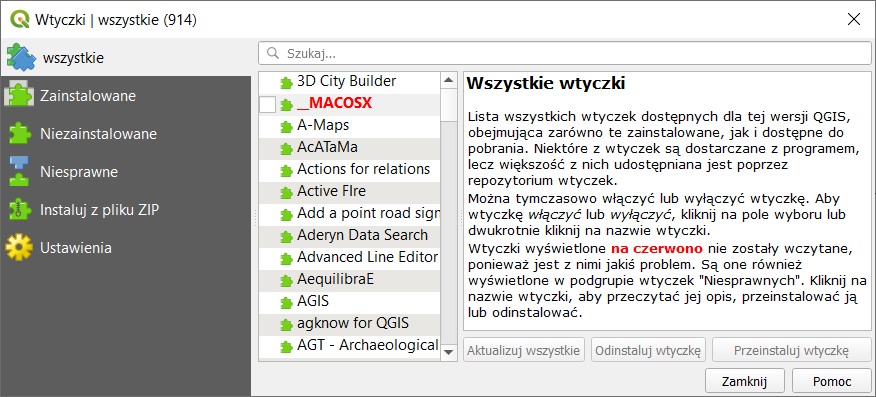 Wtyczki | wszystkie (914)
wszystkie
Zainstalowane
Niezainstalowane
Niesprawne
Instaluj z pliku ZIP
Ustawienia
Szukaj...
3D City Builder
__MACOSX
A-Maps
AcATaMa
Actions for relations
Active FIre
Add a point road sign
Aderyn Data Search
Advanced Line Editor
AequilibraE
AGIS
agknow for QGIS
AGT - Archaeological
Wszystkie wtyczki
Lista wszystkich wtyczek dostępnych dla tej wersji QGIS,
obejmująca zarówno te zainstalowane, jak i dostępne do
pobrania. Niektóre z wtyczek są dostarczane z programem,
lecz większość z nich udostępniana jest poprzez
repozytorium wtyczek.
Można tymczasowo włączyć lub wyłączyć wtyczkę. Aby
wtyczkę włączyć lub wyłączyć, kliknij na pole wyboru lub
dwukrotnie kliknij na nazwie wtyczki.
Wtyczki wyświetlone na czerwono nie zostały wczytane,
ponieważ jest z nimi jakiś problem. Są one również
wyświetlone w podgrupie wtyczek "Niesprawnych". Kliknij na
nazwie wtyczki, aby przeczytać jej opis, przeinstalować ją
lub odinstalować.
Aktualizuj wszystkie
Odinstaluj wtyczkę
Przeinstaluj wtyczkę
Zamknij
Pomoc